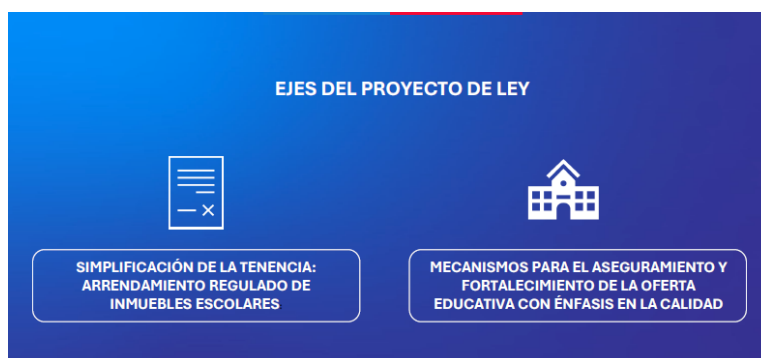 EJES DEL PROYECTO DE LEY
SIMPLIFICACIÓN DE LA TENENCIA:
ARRENDAMIENTO REGULADO DE
INMUEBLES ESCOLARES.
MECANISMOS PARA EL ASEGURAMIENTO Y
FORTALECIMIENTO DE LA OFERTA
EDUCATIVA CON ÉNFASIS EN LA CALIDAD